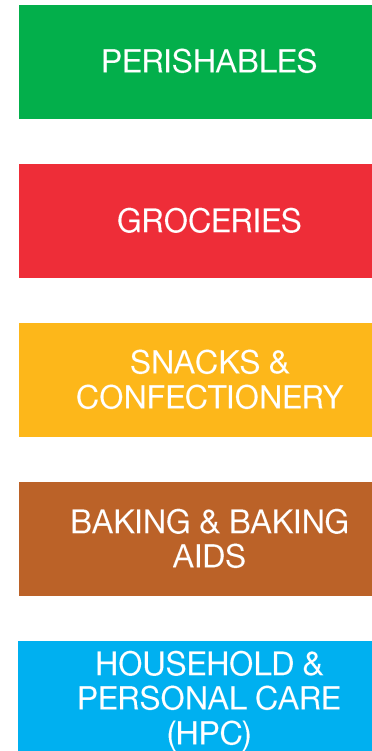 PERISHABLES
GROCERIES
SNACKS &
CONFECTIONERY
BAKING & BAKING
AIDS
HOUSEHOLD &
PERSONAL CARE
(HPC)